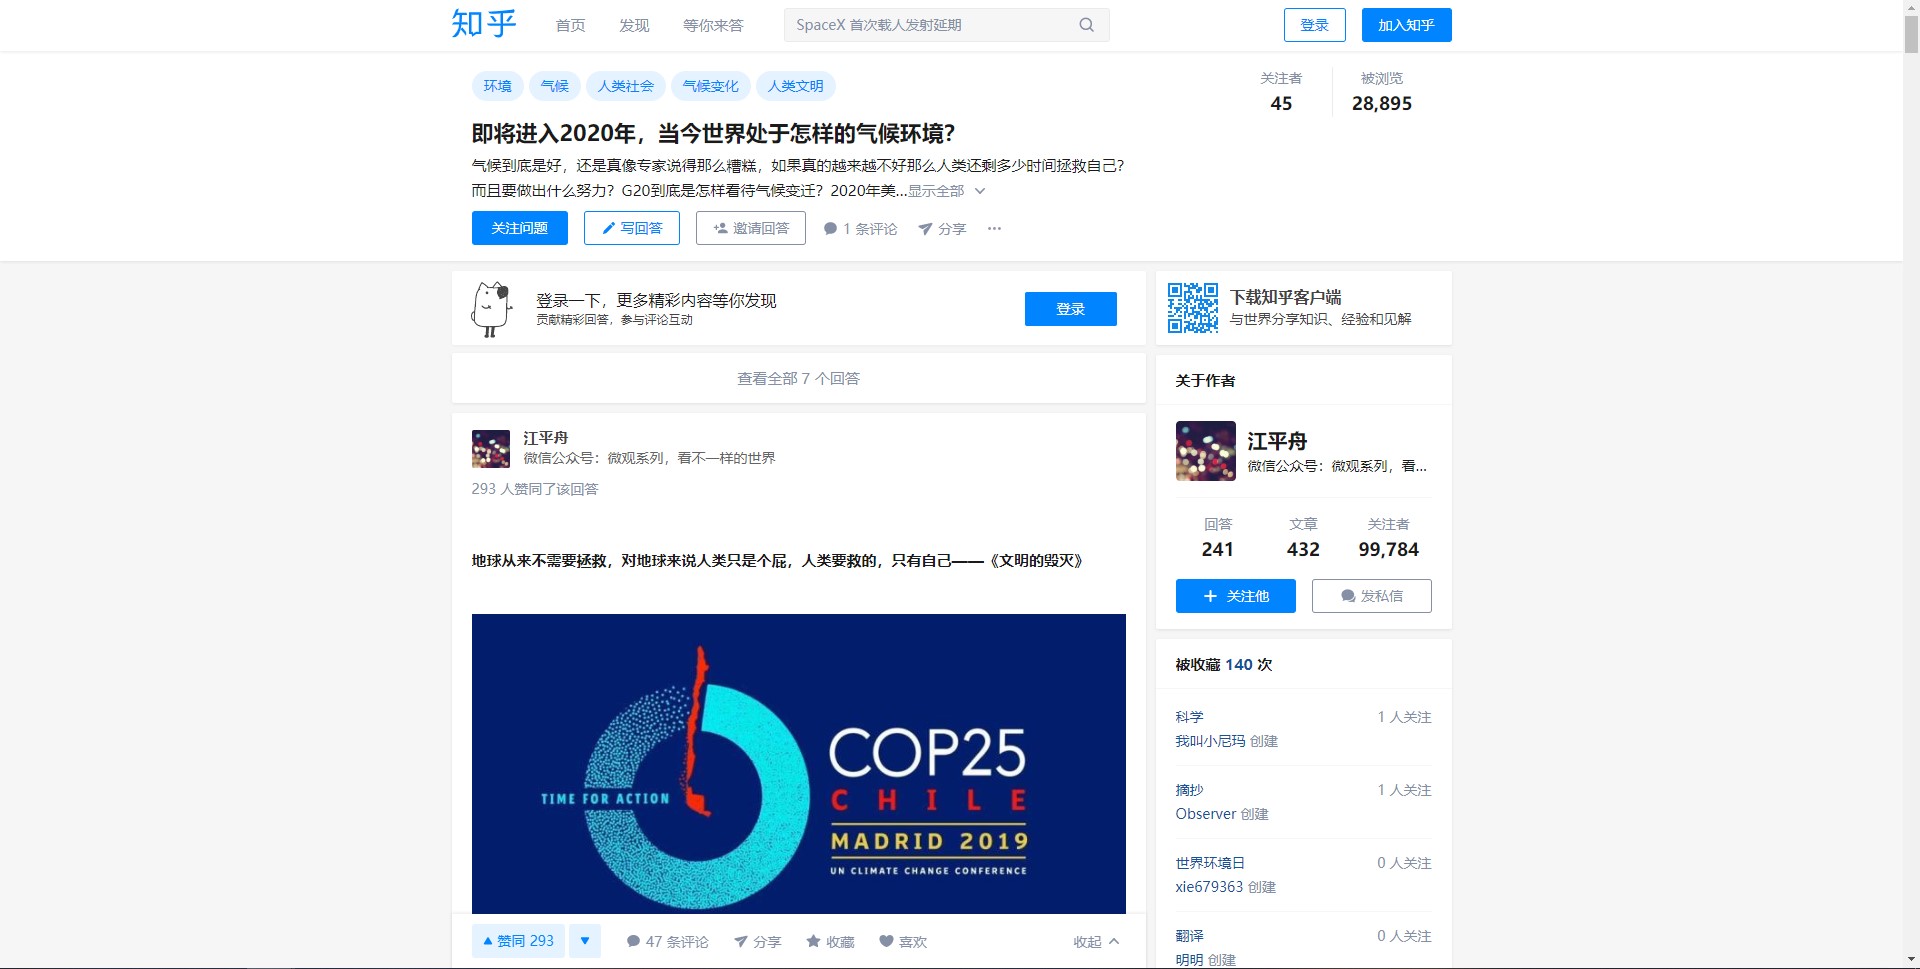 知乎
首页 发现 等你来答
SpaceX 首次载人发射延期
登录 加入知乎
环境 气候 人类社会 气候变化 人类文明
关注者 被浏览
45 28,895
即将进入2020年，当今世界处于怎样的气候环境？
气候到底是好，还是真像专家说得那么糟糕，如果真的越来越不好那么人类还剩多少时间拯救自己？
而且要做出什么努力？G20到底是怎样看待气候变迁？2020年美...显示全部
关注问题 写回答 邀请回答 1 条评论 分享
登录一下，更多精彩内容等你发现
贡献精彩回答，参与评论互动
登录
下载知乎客户端
与世界分享知识、经验和见解
查看全部 7 个回答
江平舟
微信公众号：微观系列，看不一样的世界
293 人赞同了该回答
地球从来不需要拯救，对地球来说人类只是个屁，人类要救的，只有自己——《文明的毁灭》
TIME FOR ACTION
COP25
CHILE
MADRID 2019
UN CLIMATE CHANGE CONFERENCE
赞同 293 47 条评论 分享 收藏 喜欢 收起
关于作者
江平舟
微信公众号：微观系列，看...
回答 文章 关注者
241 432 99,784
关注他 发私信
被收藏 140 次
科学 1 人关注
我叫小尼玛 创建
摘抄 1 人关注
Observer 创建
世界环境日 0 人关注
xie679363 创建
翻译 0 人关注
明明 创建